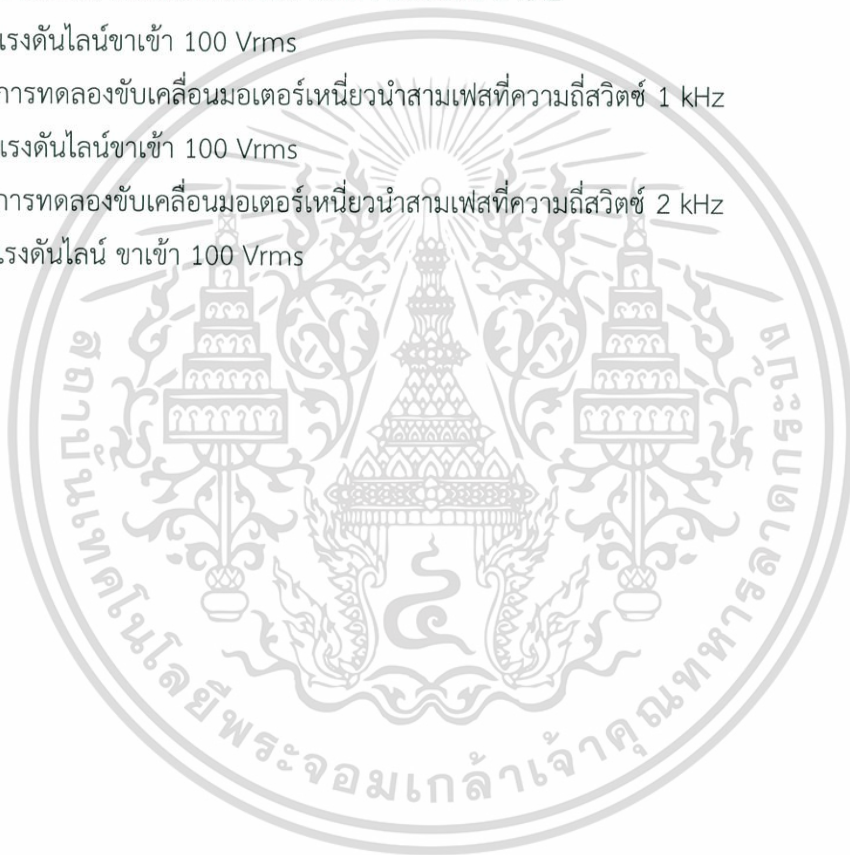 แรงดันไลน์ขาเข้า 100 Vrms
การทดลองขับเคลื่อนมอเตอร์เหนี่ยวนำสามเฟสที่ความถี่สวิตซ์ 1 kHz
แรงดันไลน์ขาเข้า 100 Vrms
การทดลองขับเคลื่อนมอเตอร์เหนี่ยวนำสามเฟสที่ความถี่สวิตซ์ 2 kHz
แรงดันไลน์ ขาเข้า 100 Vrms
สถาบันเทคโนโลยีพระจอมเกล้าเจ้าคุณทหารลาดกระบัง